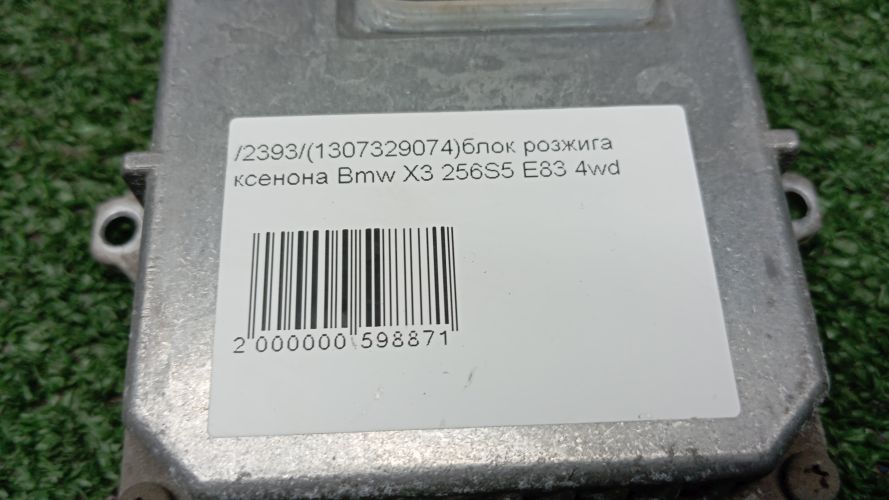 /2393/(1307329074)блок розжига
ксенона Bmw X3 256S5 E83 4wd
2 000000 598871